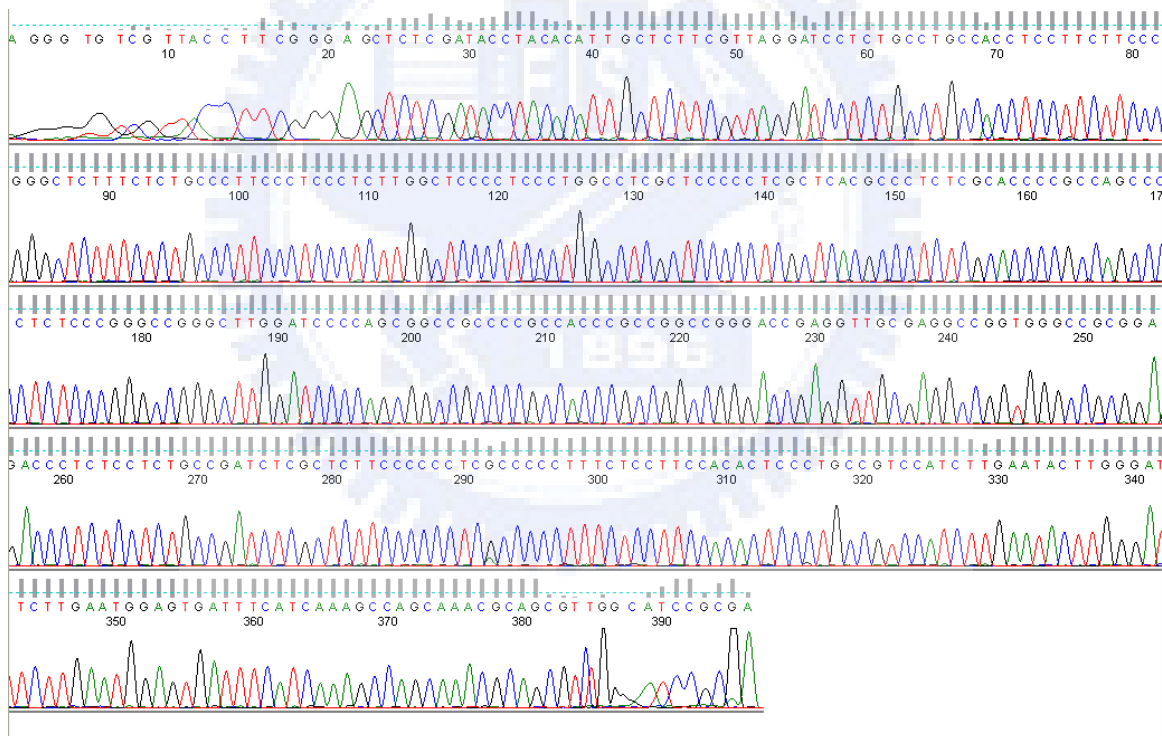 A GGG TG TCG TTACC T TCGGGGAGCTCTCGATACCTACACATTGCTCTTCGTTAGGATCCTCTGCCTGCCACCTCCTTCTTCCC
10 20 30 40 50 60 70 80
GGGCTCTTTCTCTGCCCTTCCCTCCCTCTTGGCTCCCCTCCCTGGCCTCGCTCCCCCTCGCTCACGCCCTCTCGCACCCCGCCAGCCC
90 100 110 120 130 140 150 160 17
CTCTCCCGGGCCGGGCTTGGATCCCCAGCGGCCGCCCCGCCACCCGCCGGCCGGGACCGAGGTTGCGAGGCCGGTGGGCCGCGGA
180 190 200 210 220 230 240 250
GACCCTCTCCTCTGCCGATCTCGCTCTTCCCCCCTCGCCCCCTTTCTCCTTCCACACTCCCTGCCGTCCATCTTGAATACTTGGGAT
260 270 280 290 300 310 320 330 340
TCTTGAATGGAGTGATTTCATCAAAGCCAGCAAACGCAGCGTTGGCATCCGCGA
350 360 370 380 390